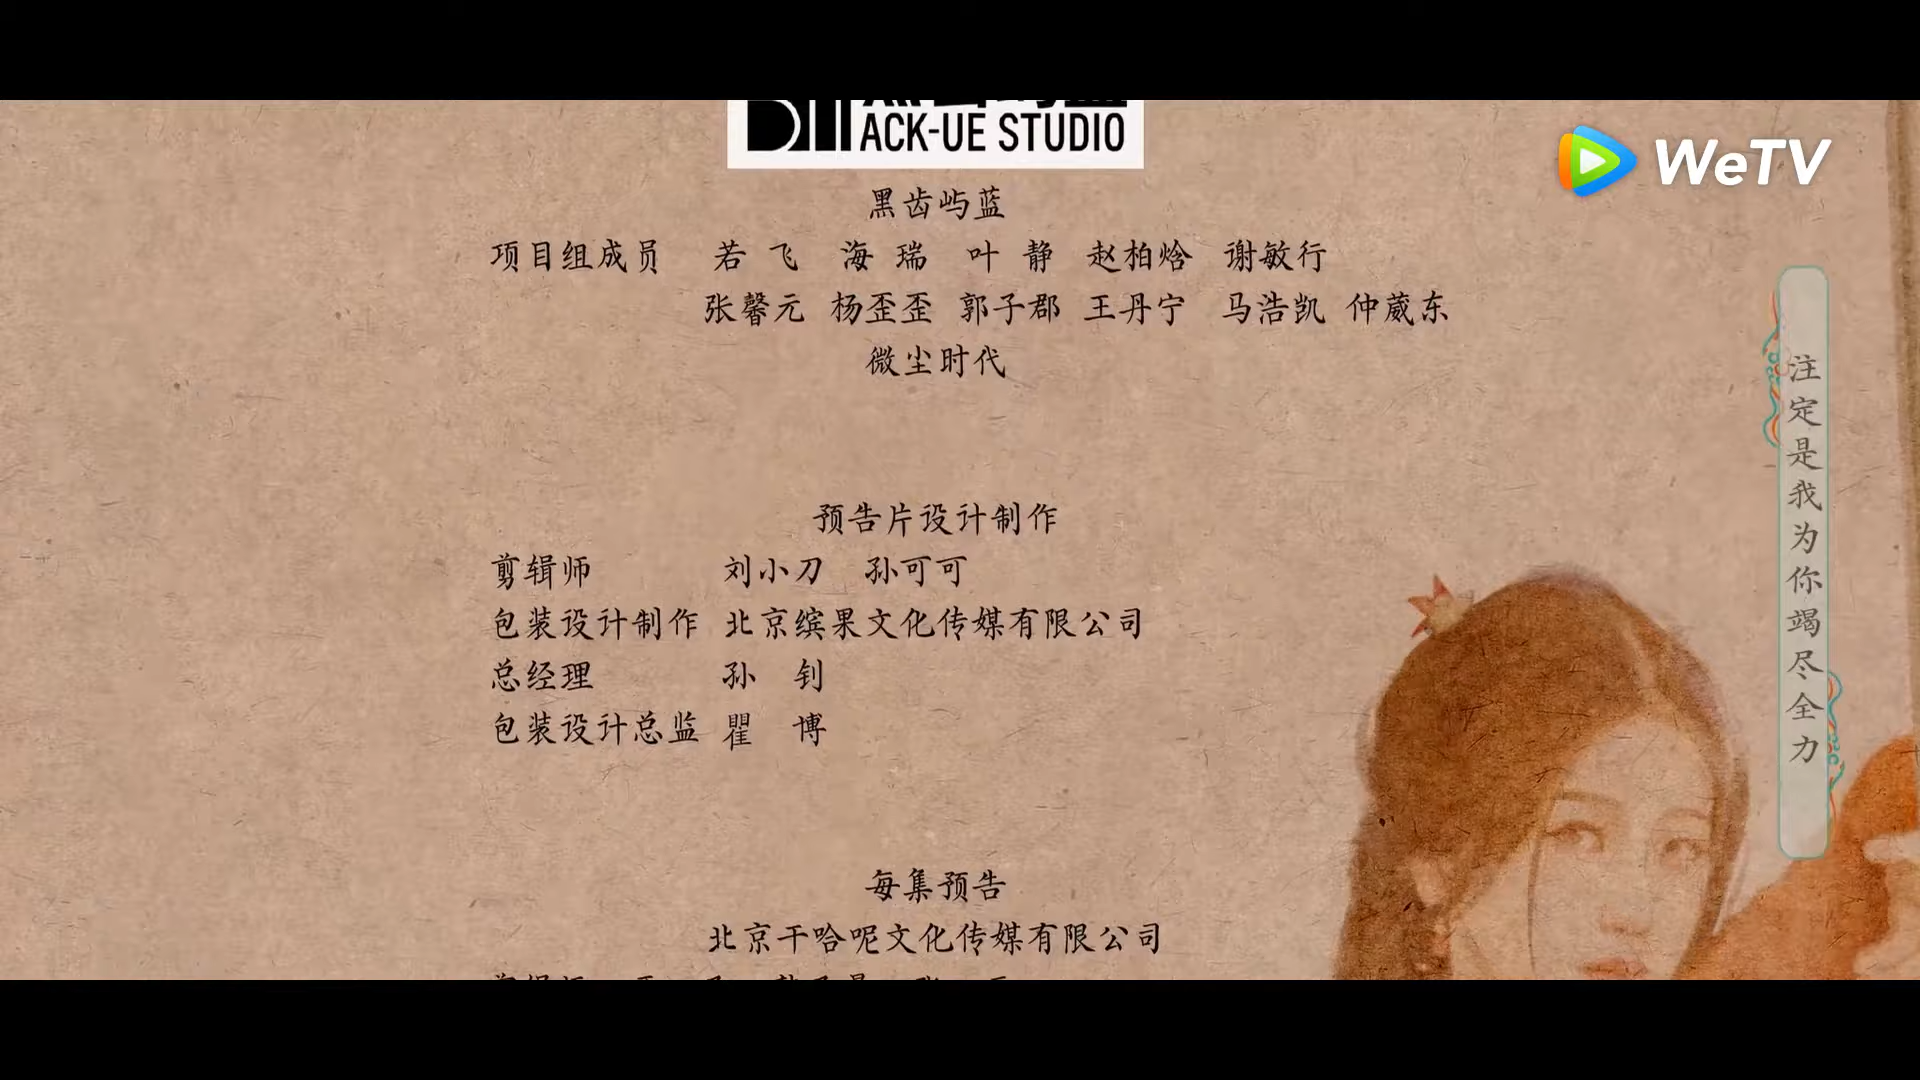 ACK-UE STUDIO
WeTV
黑齿屿蓝
项目组成员 若飞 海瑞 叶静 赵柏焓 谢敏行
张馨元 杨歪歪 郭子郡 王丹宁 马浩凯 仲葳东
微尘时代
预告片设计制作
剪辑师 刘小刀 孙可可
包装设计制作 北京缤果文化传媒有限公司
总经理 孙钊
包装设计总监 瞿博
每集预告
北京干哈呢文化传媒有限公司
注定是我为你竭尽全力